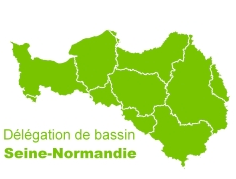 Délégation de bassin
Seine-Normandie